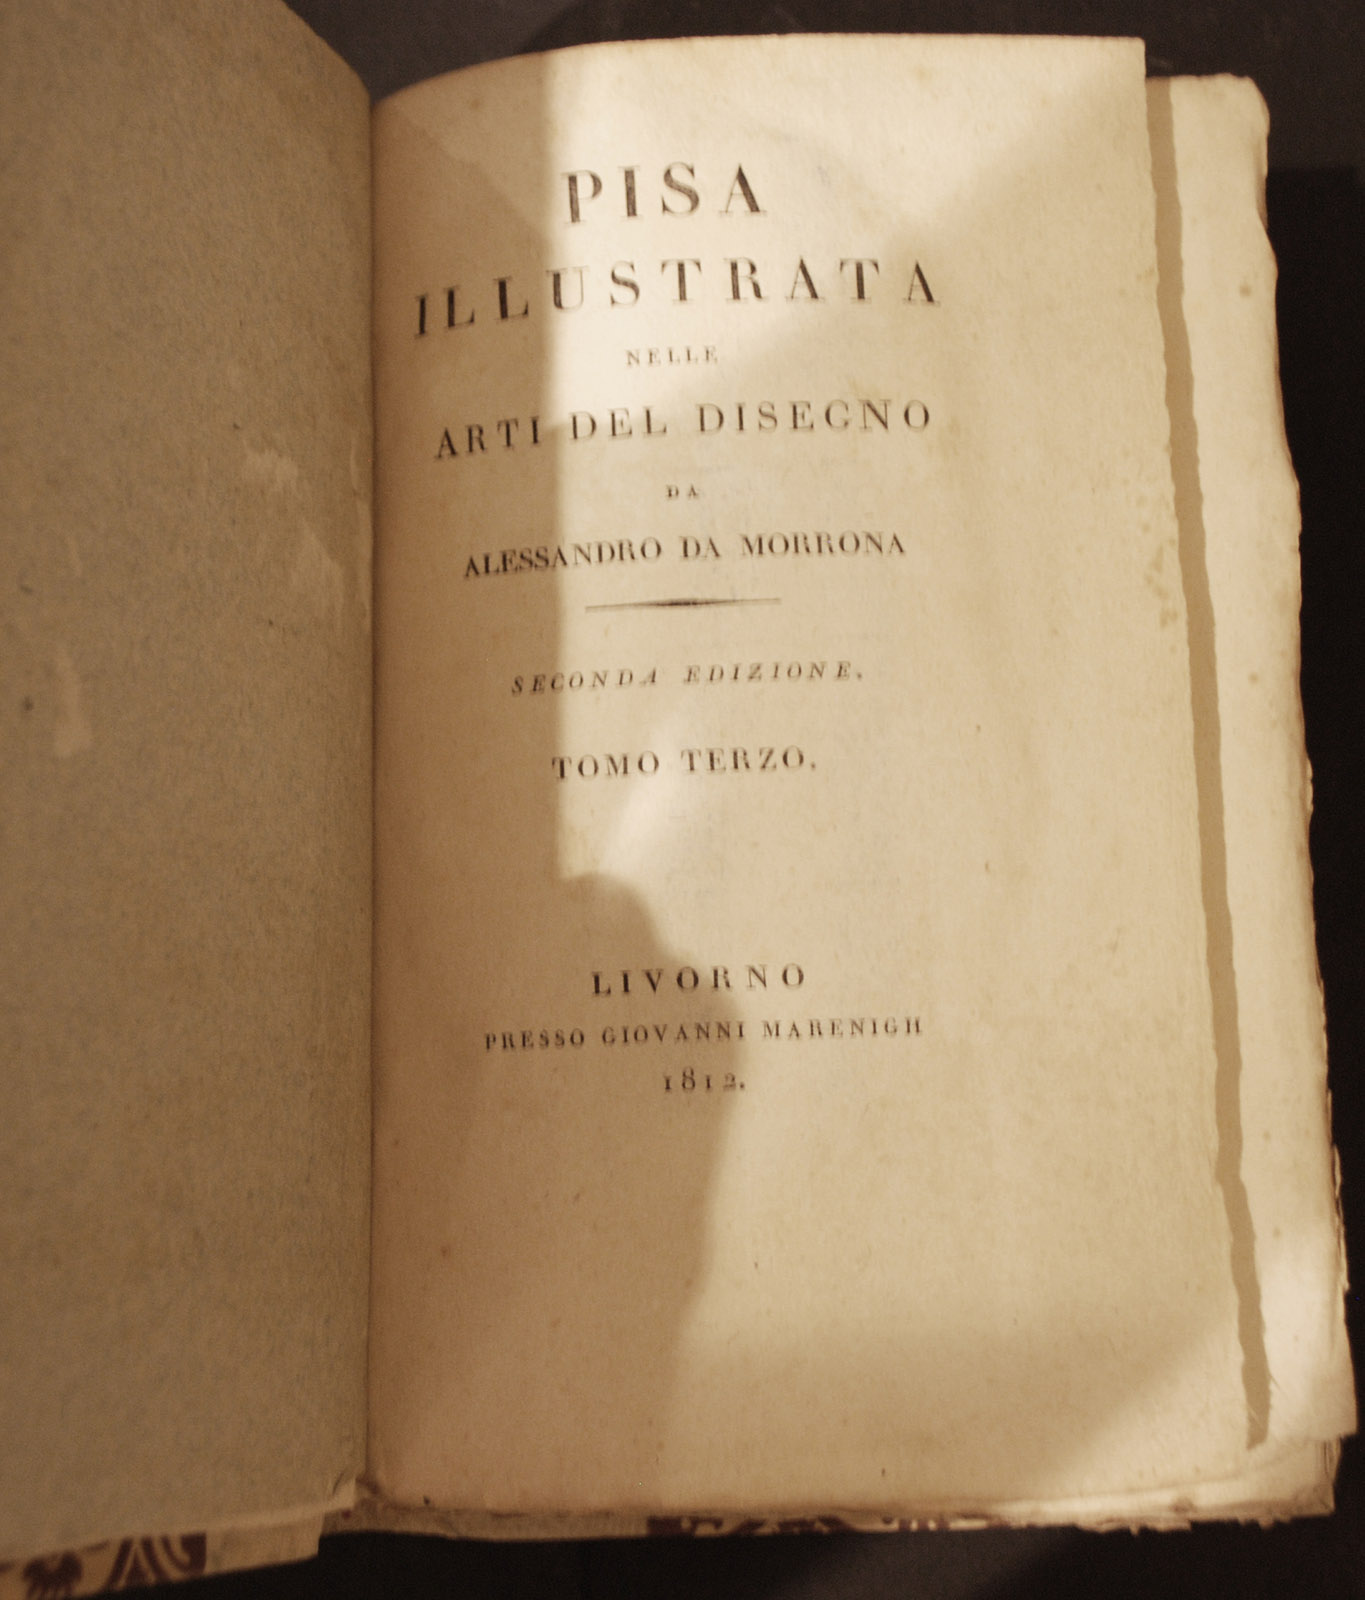 PISA
ILLUSTRATA
NELLE
ARTI DEL DISEGNO
DA
ALESSANDRO DA MORRONA
SECONDA EDIZIONE.
TOMO TERZO.
LIVORNO
PRESSO GIOVANNI MARENIGH
1812.